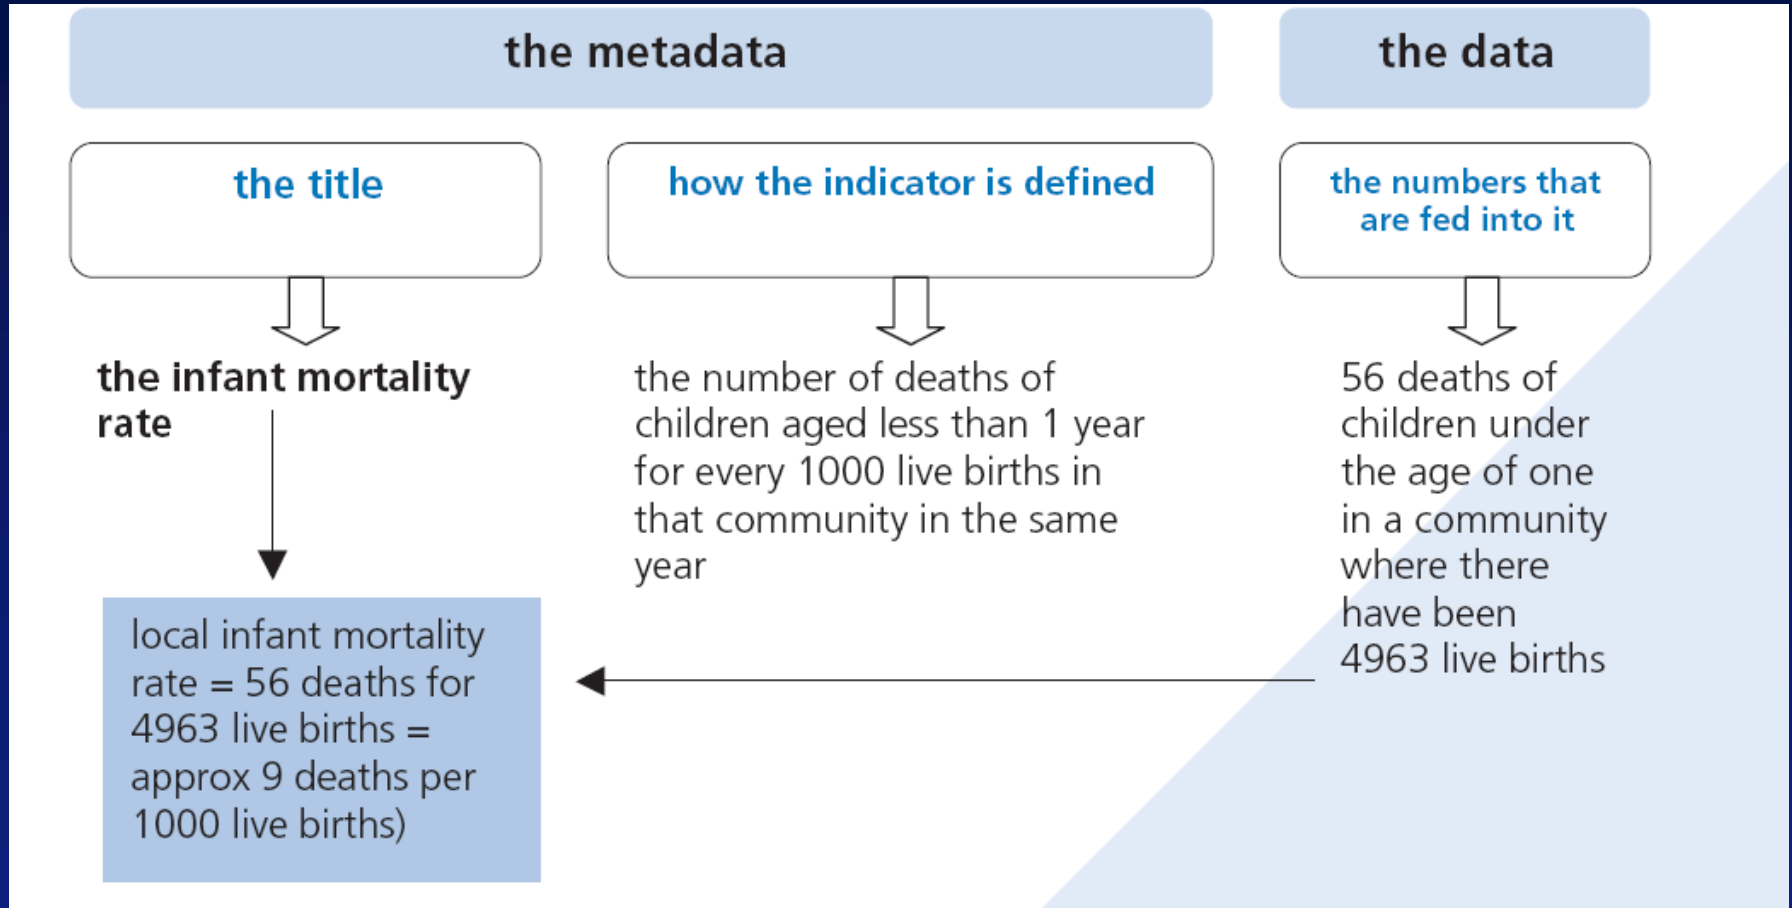 the metadata
the data
the title
how the indicator is defined
the numbers that
are fed into it
the infant mortality
rate
the number of deaths of
children aged less than 1 year
for every 1000 live births in
that community in the same
year
56 deaths of
children under
the age of one
in a community
where there
have been
4963 live births
local infant mortality
rate = 56 deaths for
4963 live births =
approx 9 deaths per
1000 live births)